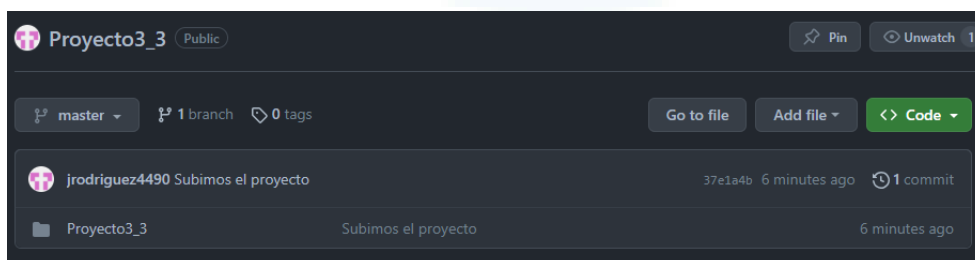 Proyecto3_3 Public Pin Unwatch 1
master 1 branch 0 tags Go to file Add file <> Code
jrodriguez4490 Subimos el proyecto 37e1a4b 6 minutes ago 1 commit
Proyecto3_3 Subimos el proyecto 6 minutes ago